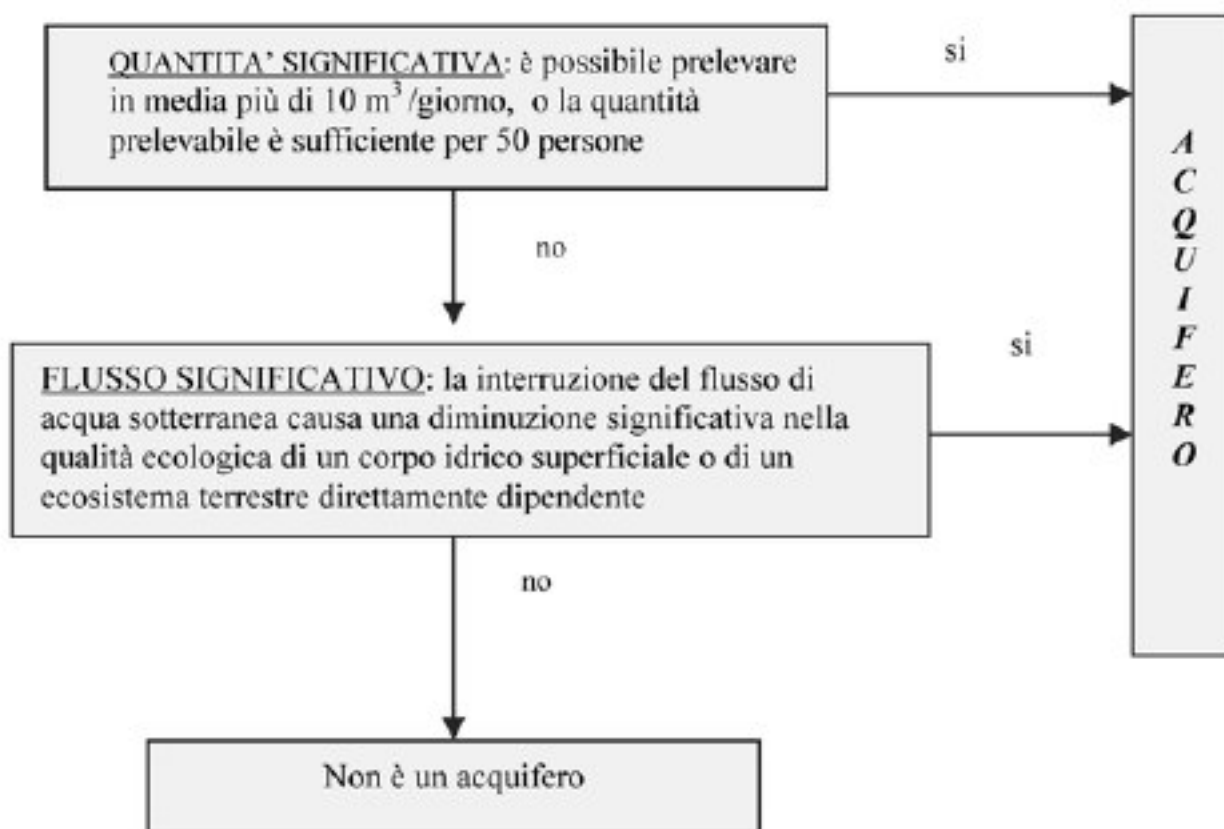 QUANTITA' SIGNIFICATIVA: è possibile prelevare
in media più di 10 m³/giorno, o la quantità
prelevabile è sufficiente per 50 persone
si
no
FLUSSO SIGNIFICATIVO: la interruzione del flusso di
acqua sotterranea causa una diminuzione significativa nella
qualità ecologica di un corpo idrico superficiale o di un
ecosistema terrestre direttamente dipendente
si
no
Non è un acquifero
A
C
Q
U
I
F
E
R
O